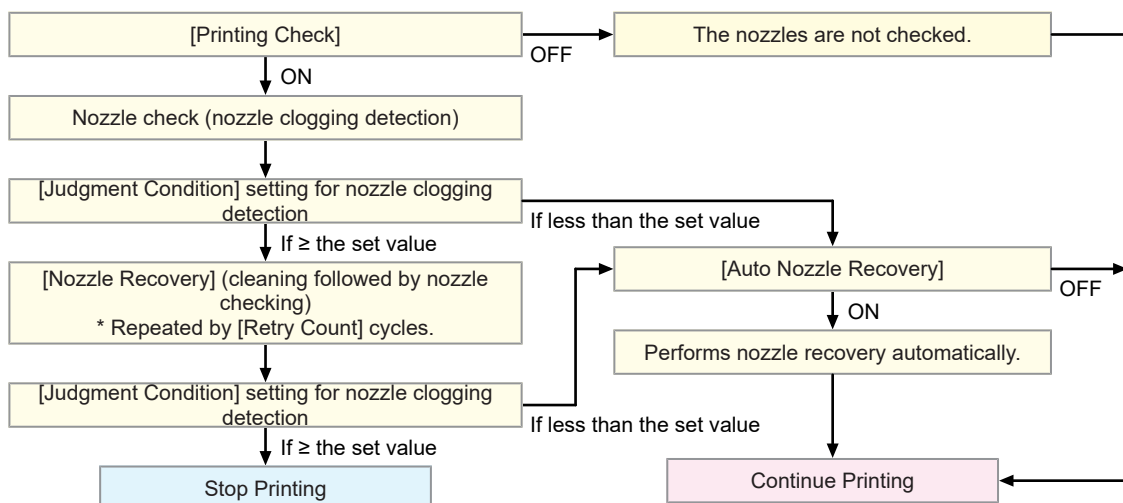 [Printing Check]
OFF
The nozzles are not checked.
ON
Nozzle check (nozzle clogging detection)
[Judgment Condition] setting for nozzle clogging
detection
If less than the set value
If ≥ the set value
[Nozzle Recovery] (cleaning followed by nozzle
checking)
* Repeated by [Retry Count] cycles.
[Auto Nozzle Recovery]
OFF
ON
Performs nozzle recovery automatically.
[Judgment Condition] setting for nozzle clogging
detection
If less than the set value
If ≥ the set value
Stop Printing
Continue Printing